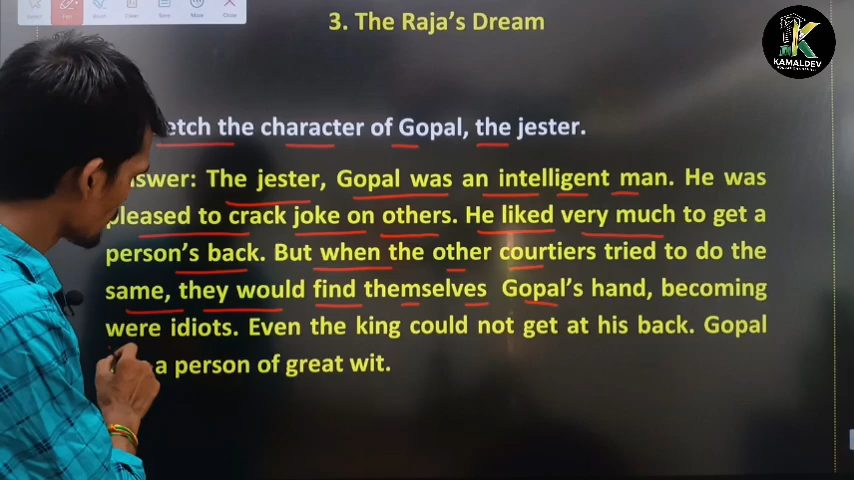 3. The Raja's Dream
KAMALDEV
the character of Gopal, the jester.
The jester, Gopal was an intelligent man. He was
pleased to crack joke on others. He liked very much to get a
person's back. But when the other courtiers tried to do the
same, they would find themselves Gopal's hand, becoming
were idiots. Even the king could not get at his back. Gopal
a person of great wit.